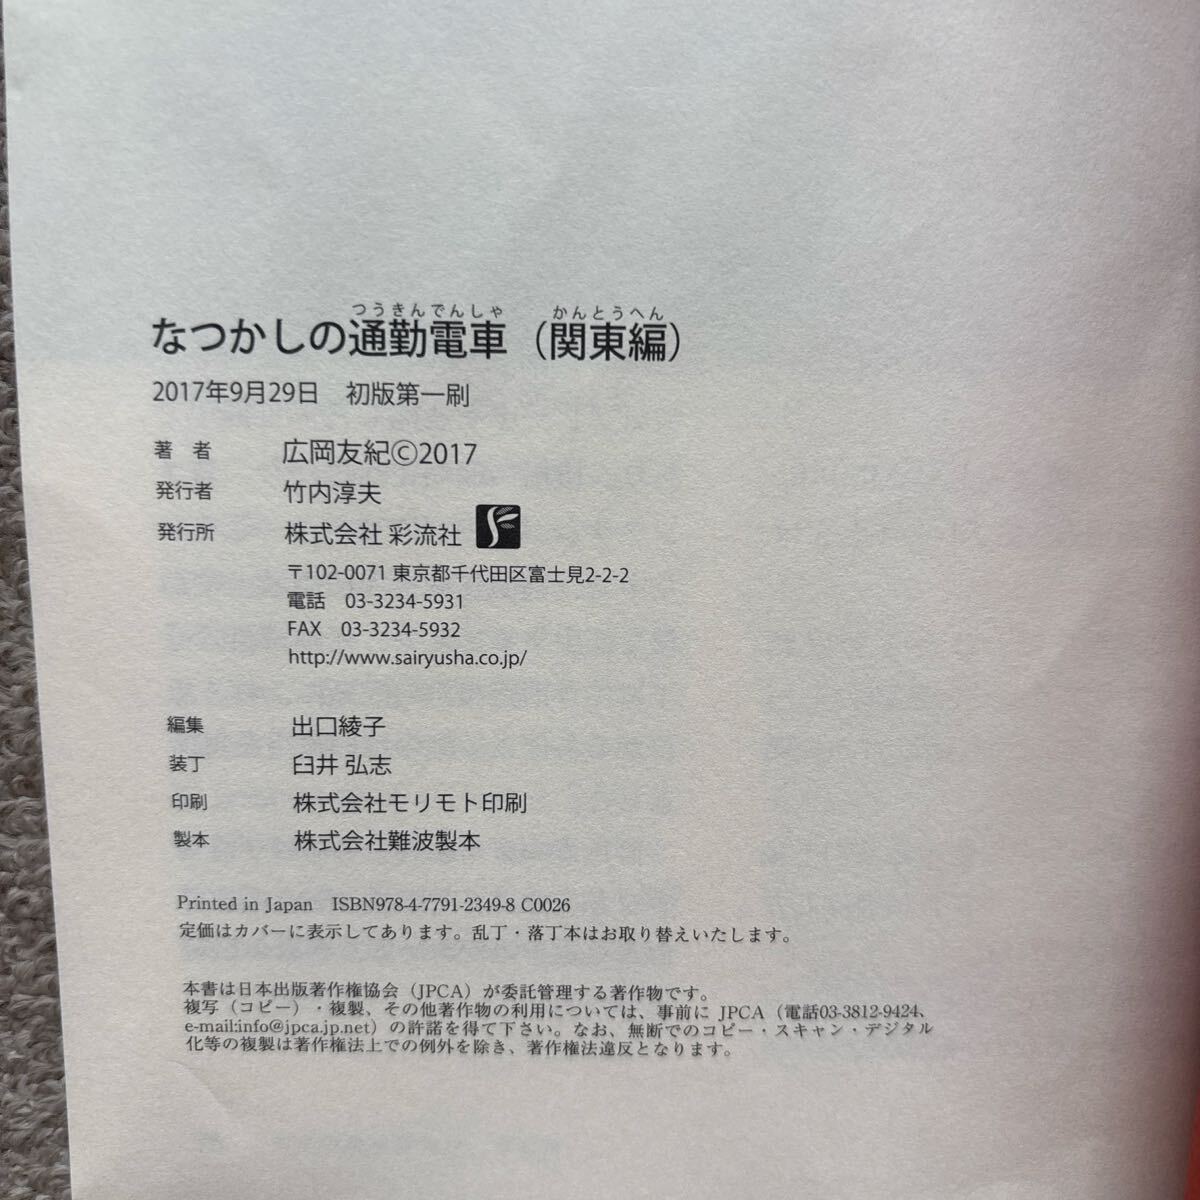 つうきんでんしゃ かんとうへん
なつかしの通勤電車（関東編）
2017年9月29日　初版第一刷
著　者　広岡友紀©2017
発行者　竹内淳夫
発行所　株式会社 彩流社
〒102-0071 東京都千代田区富士見2-2-2
電話　03-3234-5931
FAX　03-3234-5932
http://www.sairyusha.co.jp/
編集　出口綾子
装丁　臼井 弘志
印刷　株式会社モリモト印刷
製本　株式会社難波製本
Printed in Japan　ISBN978-4-7791-2349-8 C0026
定価はカバーに表示してあります。乱丁・落丁本はお取り替えいたします。
本書は日本出版著作権協会（JPCA）が委託管理する著作物です。
複写（コピー）・複製、その他著作物の利用については、事前に JPCA（電話03-3812-9424、
e-mail:info@jpca.jp.net）の許諾を得て下さい。なお、無断でのコピー・スキャン・デジタル
化等の複製は著作権法上での例外を除き、著作権法違反となります。